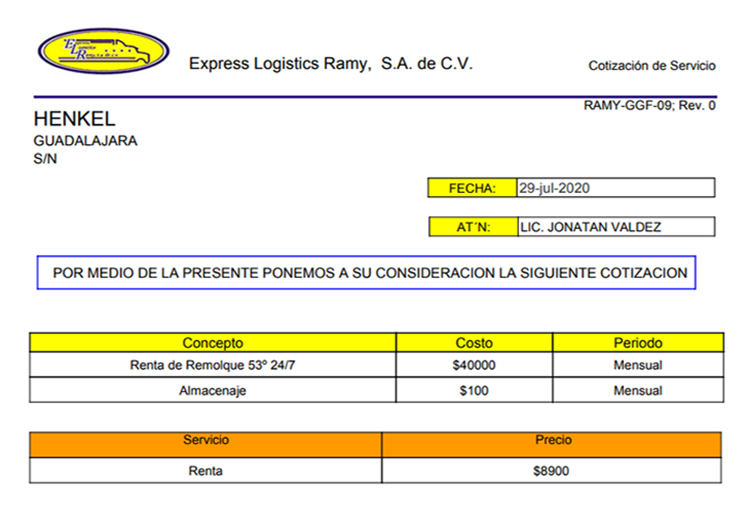 ELR
Express Logistics Ramy, S.A. de C.V.
Cotización de Servicio
RAMY-GGF-09; Rev. 0
HENKEL
GUADALAJARA
S/N
FECHA: 29-jul-2020
AT´N: LIC. JONATAN VALDEZ
POR MEDIO DE LA PRESENTE PONEMOS A SU CONSIDERACION LA SIGUIENTE COTIZACION
Concepto Costo Periodo
Renta de Remolque 53º 24/7 $40000 Mensual
Almacenaje $100 Mensual
Servicio Precio
Renta $8900